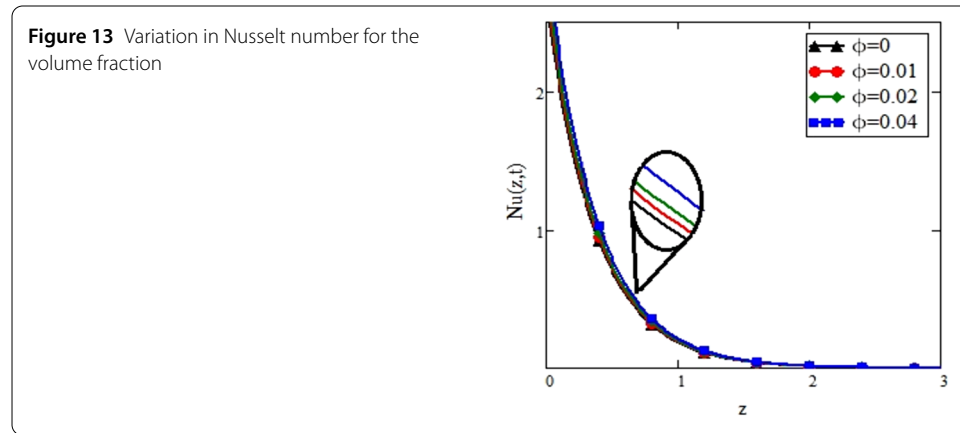 Figure 13 Variation in Nusselt number for the
volume fraction
ϕ=0
ϕ=0.01
ϕ=0.02
ϕ=0.04
2
1
Nu(z,t)
0 1 2 3
z